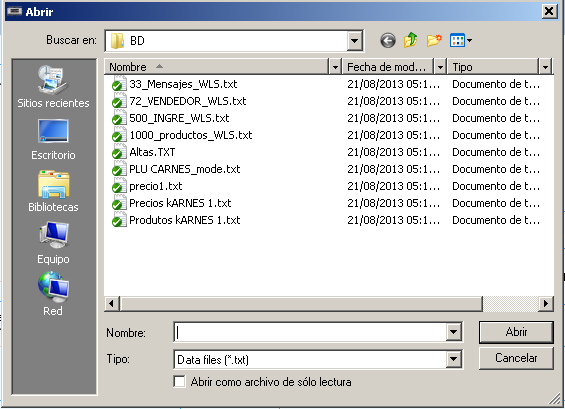 Abrir
Buscar en: BD
Nombre Fecha de mod... Tipo
33_Mensajes_WLS.txt 21/08/2013 05:1... Documento de t...
72_VENDEDOR_WLS.txt 21/08/2013 05:1... Documento de t...
500_INGRE_WLS.txt 21/08/2013 05:1... Documento de t...
1000_productos_WLS.txt 21/08/2013 05:1... Documento de t...
Altas.TXT 21/08/2013 05:1... Documento de t...
PLU CARNES_mode.txt 21/08/2013 05:1... Documento de t...
precio1.txt 21/08/2013 05:1... Documento de t...
Precios kARNES 1.txt 21/08/2013 05:1... Documento de t...
Produtos kARNES 1.txt 21/08/2013 05:1... Documento de t...
Sitios recientes
Escritorio
Bibliotecas
Equipo
Red
Nombre: Abrir
Tipo: Data files (*.txt) Cancelar
Abrir como archivo de sólo lectura